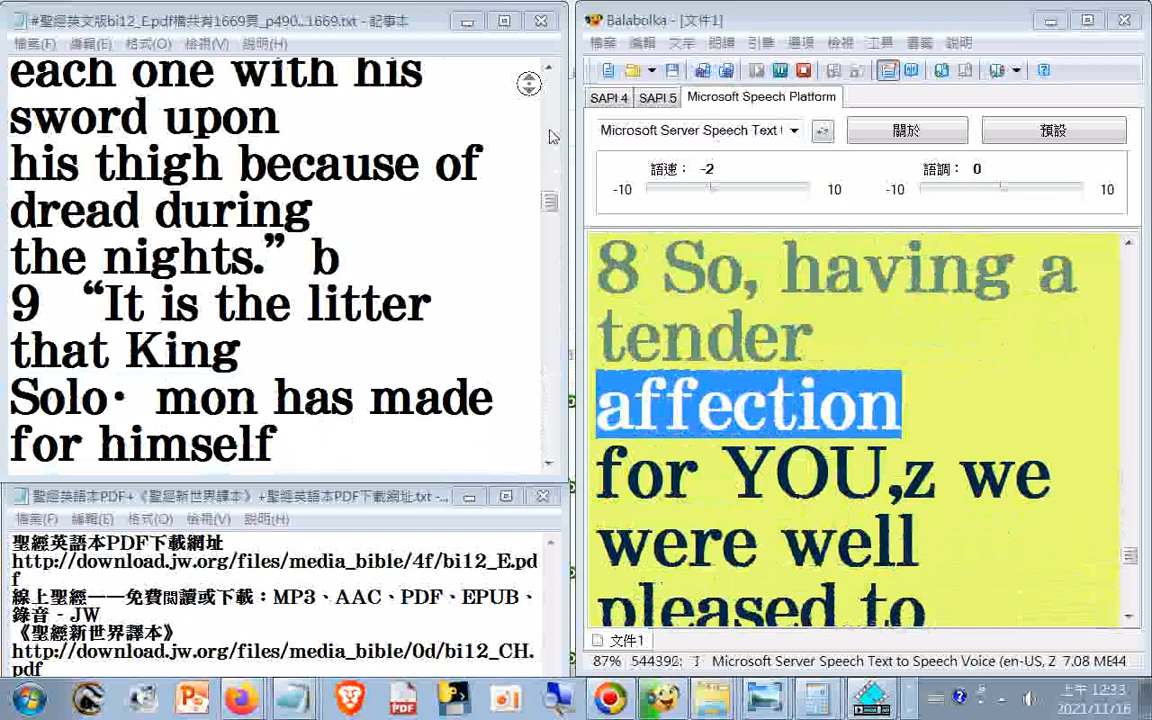 #聖經英文版bi12_E.pdf檔共有1669頁_p490...1669.txt - 記事本
檔案(F) 編輯(E) 格式(O) 檢視(V) 說明(H)
each one with his
sword upon
his thigh because of
dread during
the nights.” b
9 “It is the litter
that King
Solo· mon has made
for himself
聖經英語本PDF+《聖經新世界譯本》+聖經英語本PDF下載網址.txt - ...
檔案(F) 編輯(E) 格式(O) 檢視(V) 說明(H)
聖經英語本PDF下載網址
http://download.jw.org/files/media_bible/4f/bi12_E.pd
f
線上聖經——免費閱讀或下載：MP3、AAC、PDF、EPUB、
錄音 - JW
《聖經新世界譯本》
http://download.jw.org/files/media_bible/0d/bi12_CH.
pdf
Balabolka - [文件1]
檔案 編輯 文字 朗讀 引擎 選項 檢視 工具 書籤 說明
SAPI 4 SAPI 5 Microsoft Speech Platform
Microsoft Server Speech Text 關於 預設
語速： -2 語調： 0
-10 10 -10 10
8 So, having a
tender
affection
for YOU,z we
were well
pleased to
文件1
87% 544392: Microsoft Server Speech Text to Speech Voice (en-US, Z 7.08 ME44
PDF
上午 12:33
2021/11/16